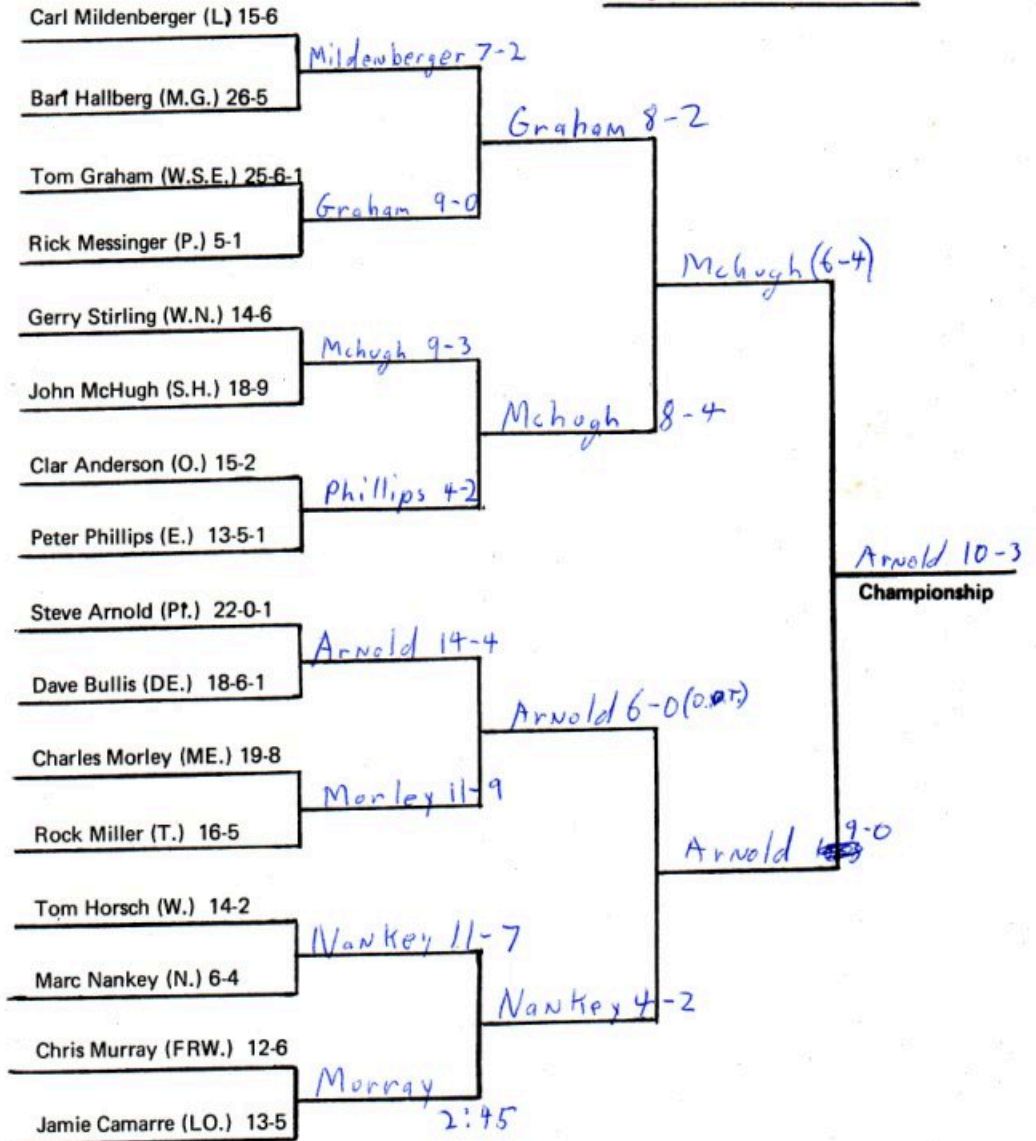 Carl Mildenberger (L) 15-6
Mildenberger 7-2
Bart Hallberg (M.G.) 26-5
Graham 8-2
Tom Graham (W.S.E.) 25-6-1
Graham 9-0
Rick Messinger (P.) 5-1
Mchugh (6-4)
Gerry Stirling (W.N.) 14-6
Mchugh 9-3
John McHugh (S.H.) 18-9
Mchugh 8-4
Clar Anderson (O.) 15-2
Phillips 4-2
Peter Phillips (E.) 13-5-1
Arnold 10-3
Championship
Steve Arnold (Pt.) 22-0-1
Arnold 14-4
Dave Bullis (DE.) 18-6-1
Arnold 6-0 (O.T.)
Charles Morley (ME.) 19-8
Morley 11-9
Rock Miller (T.) 16-5
Arnold 9-0
Tom Horsch (W.) 14-2
Nankey 11-7
Marc Nankey (N.) 6-4
Nankey 4-2
Chris Murray (FRW.) 12-6
Murray
2:45
Jamie Camarre (LO.) 13-5